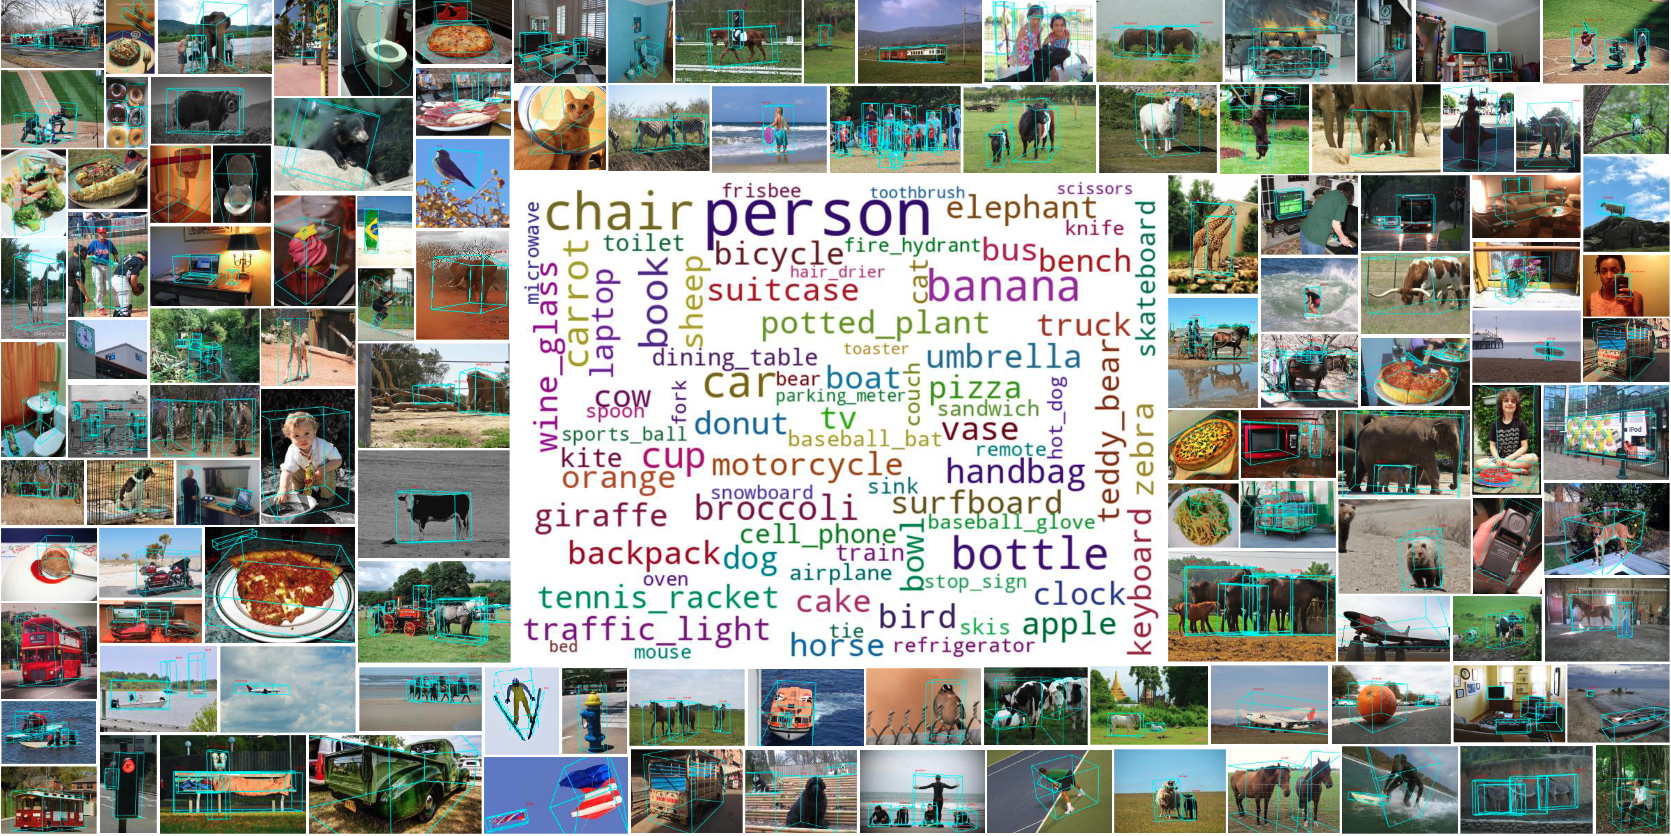 frisbee
toothbrush
scissors
chair
person
elephant
microwave
knife
skateboard
toilet
bicycle
fire_hydrant
bus
bench
carrot
laptop
book
sheep
hair_drier
cat
wine_glass
suitcase
banana
potted_plant
truck
dining_table
toaster
umbrella
teddy_bear
car
bear
boat
couch
pizza
cow
fork
parking_meter
hot_dog
spoon
donut
tv
sandwich
zebra
sports_ball
baseball_bat
vase
kite
cup
motorcycle
remote
orange
snowboard
sink
handbag
giraffe
broccoli
surfboard
cell_phone
bowl
baseball_glove
keyboard
backpack
dog
train
bottle
oven
airplane
stop_sign
tennis_racket
cake
clock
traffic_light
tie
bird
skis
apple
bed
mouse
horse
refrigerator
iPod